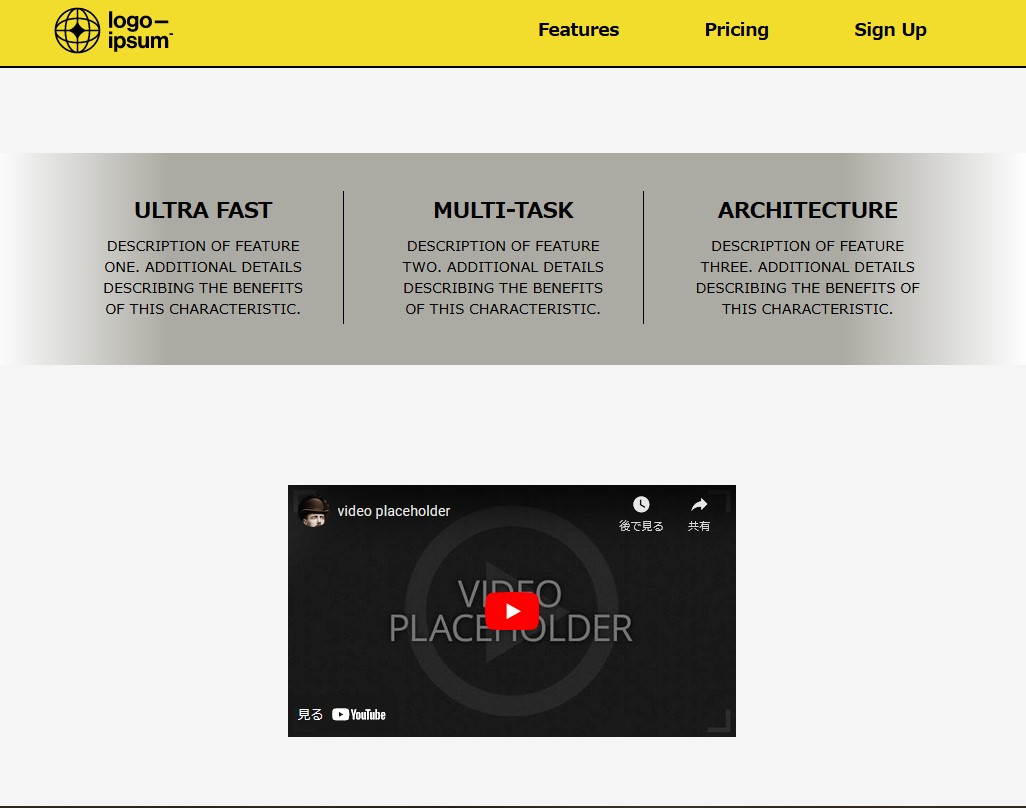 logo
ipsum
Features
Pricing
Sign Up
ULTRA FAST
DESCRIPTION OF FEATURE
ONE. ADDITIONAL DETAILS
DESCRIBING THE BENEFITS
OF THIS CHARACTERISTIC.
MULTI-TASK
DESCRIPTION OF FEATURE
TWO. ADDITIONAL DETAILS
DESCRIBING THE BENEFITS
OF THIS CHARACTERISTIC.
ARCHITECTURE
DESCRIPTION OF FEATURE
THREE. ADDITIONAL DETAILS
DESCRIBING THE BENEFITS OF
THIS CHARACTERISTIC.
video placeholder
後で見る
共有
VIDEO
PLACEHOLDER
見る
YouTube